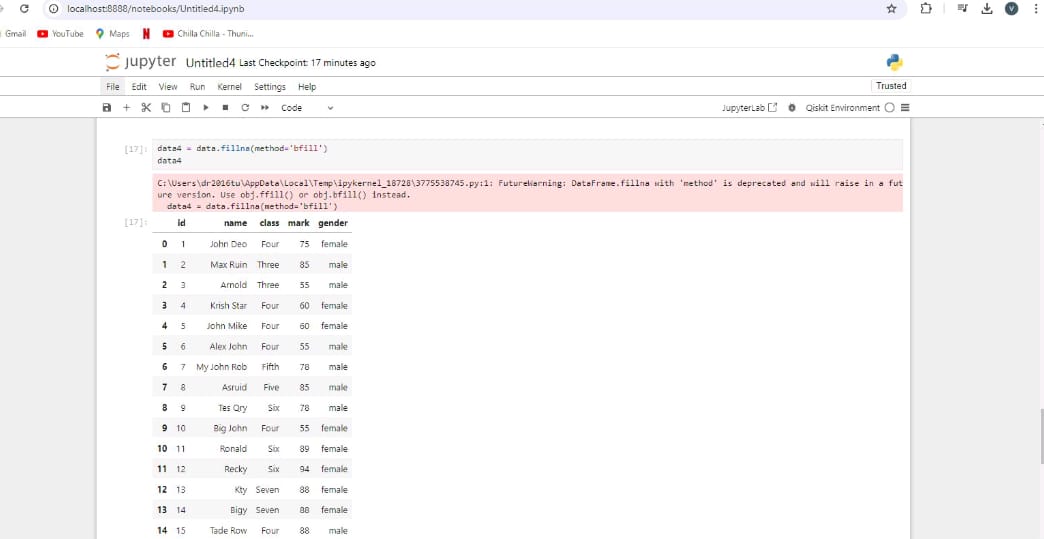 localhost:8888/notebooks/Untitled4.ipynb
V
Gmail YouTube Maps Chilla Chilla - Thuni...
jupyter Untitled4 Last Checkpoint: 17 minutes ago
File Edit View Run Kernel Settings Help Trusted
Code JupyterLab Qiskit Environment
[17]: data4 = data.fillna(method='bfill')
data4
C:\Users\dr2016tu\AppData\Local\Temp\ipykernel_18728\3775538745.py:1: FutureWarning: DataFrame.fillna with 'method' is deprecated and will raise in a fut
ure version. Use obj.ffill() or obj.bfill() instead.
data4 = data.fillna(method='bfill')
[17]: id name class mark gender
0 1 John Deo Four 75 female
1 2 Max Ruin Three 85 male
2 3 Arnold Three 55 male
3 4 Krish Star Four 60 female
4 5 John Mike Four 60 female
5 6 Alex John Four 55 male
6 7 My John Rob Fifth 78 male
7 8 Asruid Five 85 male
8 9 Tes Qry Six 78 male
9 10 Big John Four 55 female
10 11 Ronald Six 89 female
11 12 Recky Six 94 female
12 13 Kty Seven 88 female
13 14 Bigy Seven 88 female
14 15 Tade Row Four 88 male